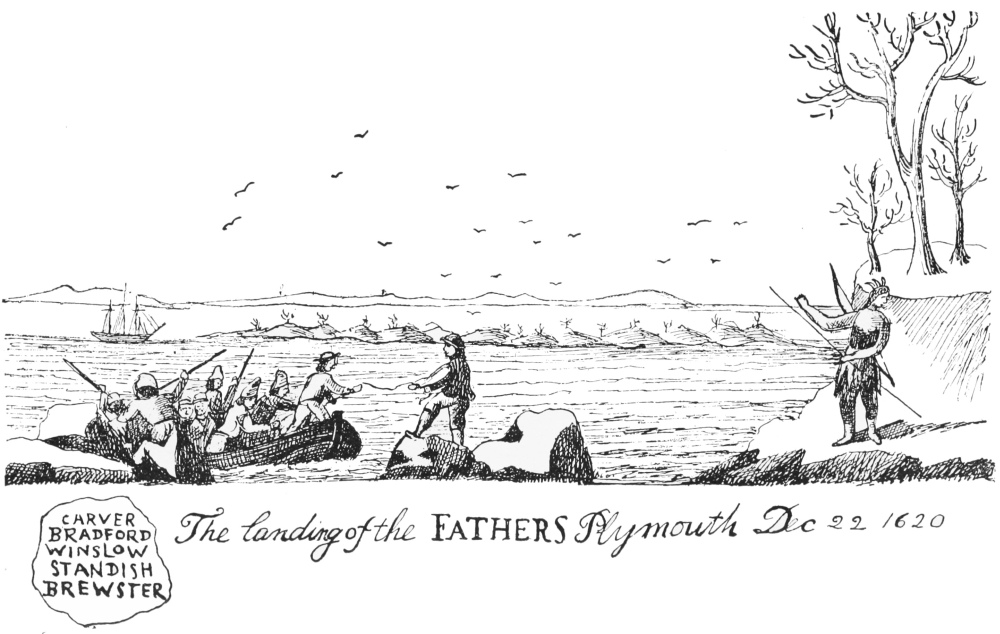 CARVER
BRADFORD
WINSLOW
STANDISH
BREWSTER
The landing of the FATHERS Plymouth Dec 22 1620